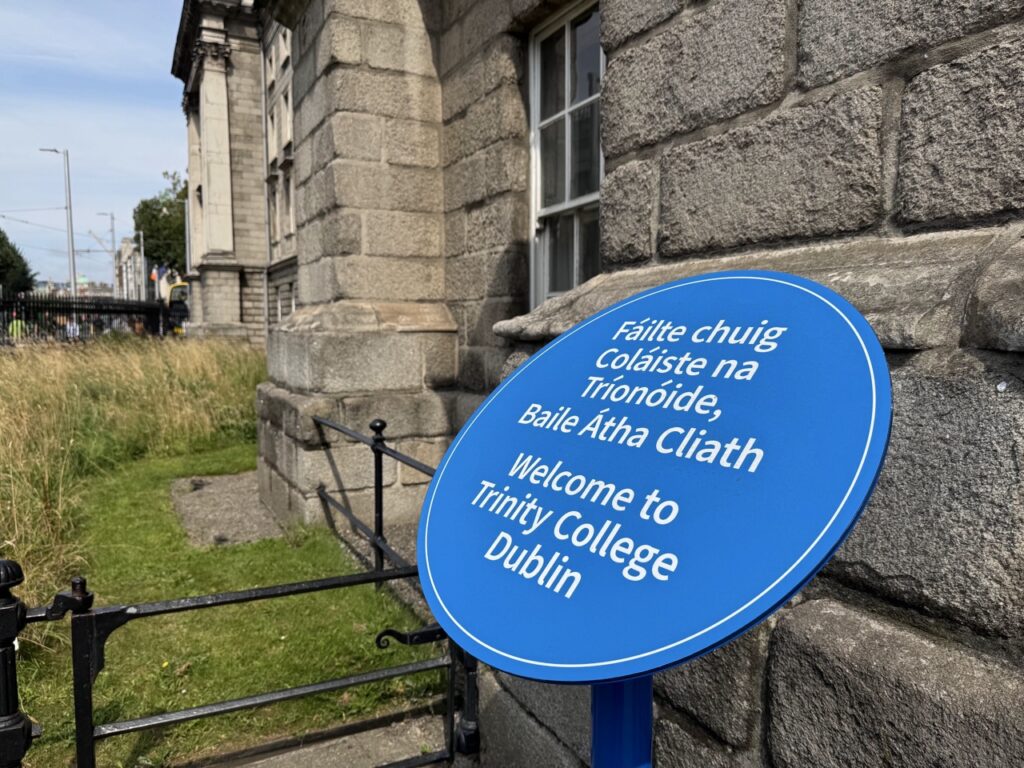 Fáilte chuig
Coláiste na
Tríonóide,
Baile Átha Cliath
Welcome to
Trinity College
Dublin